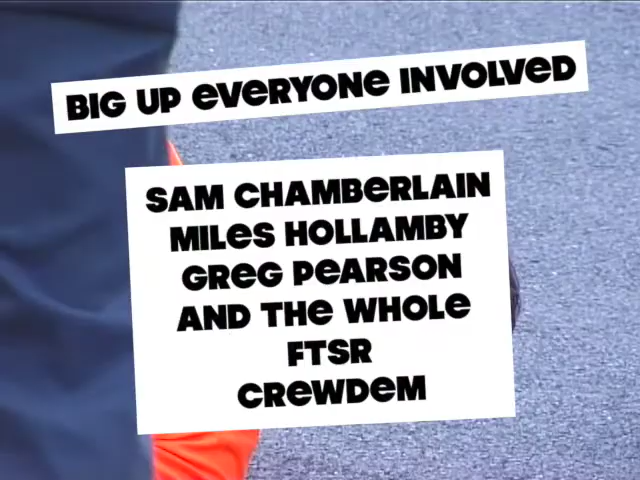 BIG UP eVeRYONe INVOLVeD
SAM CHAMBeRLAIN
MILeS HOLLAMBY
GReG PeARSON
AND THe WHOLe
FTSR
CReWDeM